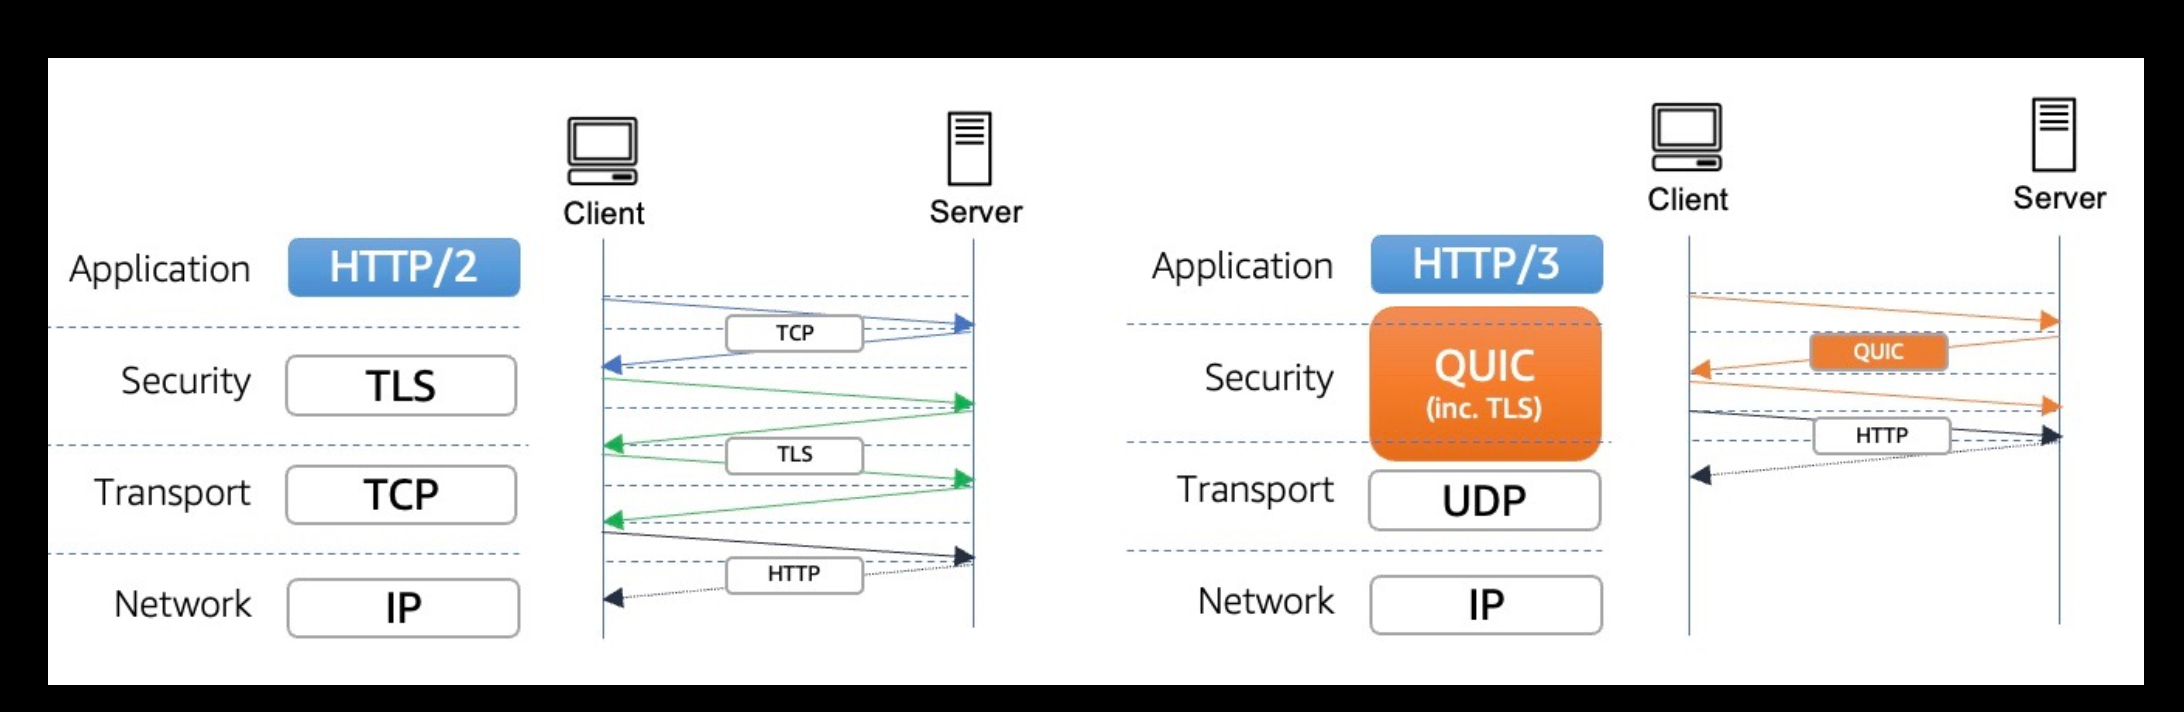 Client
Server
Application
HTTP/2
TCP
Security
TLS
TLS
Transport
TCP
HTTP
Network
IP
Client
Server
Application
HTTP/3
QUIC
Security
QUIC
(inc. TLS)
HTTP
Transport
UDP
Network
IP